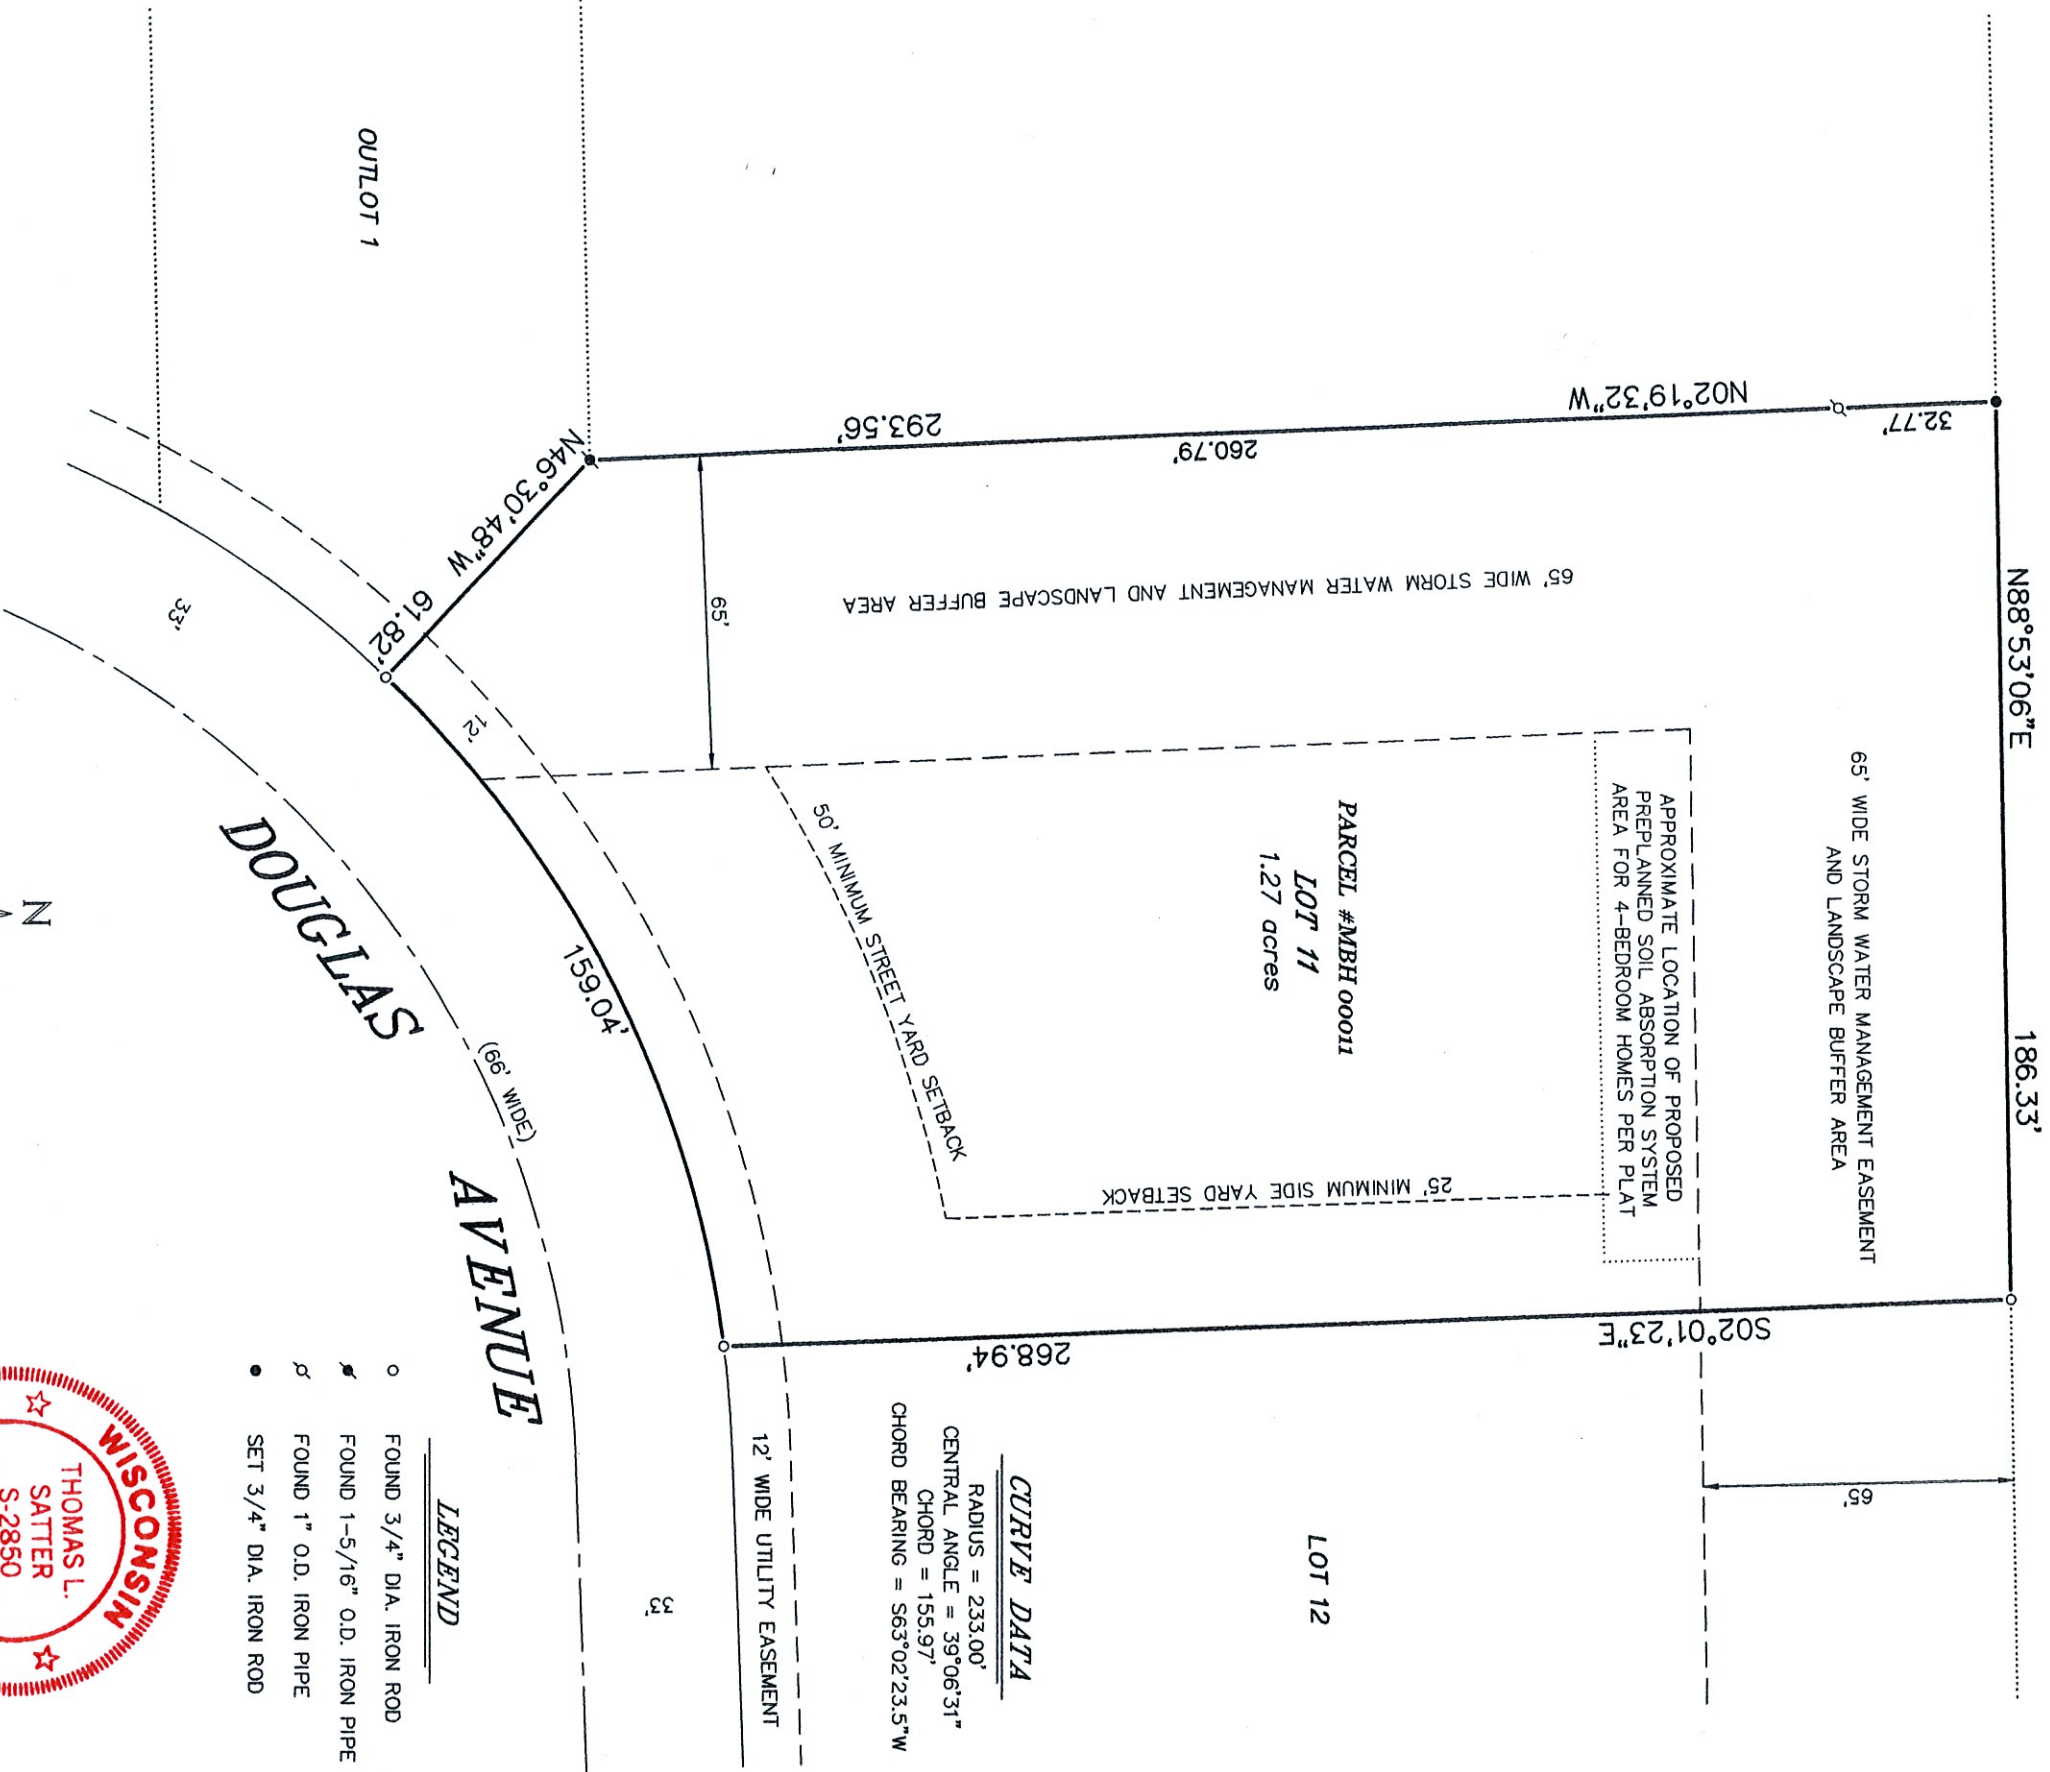 N88°53'06"E
186.33'
32.77'
N02°19'32"W
260.79'
293.56'
65' WIDE STORM WATER MANAGEMENT EASEMENT
AND LANDSCAPE BUFFER AREA
65'
APPROXIMATE LOCATION OF PROPOSED
PREPLANNED SOIL ABSORPTION SYSTEM
AREA FOR 4-BEDROOM HOMES PER PLAT
S02°01'23"E
268.94'
65' WIDE STORM WATER MANAGEMENT AND LANDSCAPE BUFFER AREA
PARCEL #MBH00011
LOT 11
1.27 acres
25' MINIMUM SIDE YARD SETBACK
LOT 12
50' MINIMUM STREET YARD SETBACK
65'
CURVE DATA
RADIUS = 233.00'
CENTRAL ANGLE = 39°06'31"
CHORD = 155.97'
CHORD BEARING = S63°02'23.5"W
N46°30'48"W
61.82'
12'
159.04'
12' WIDE UTILITY EASEMENT
33'
OUTLOT 1
33'
DOUGLAS
(66' WIDE)
AVENUE
LEGEND
FOUND 3/4" DIA. IRON ROD
FOUND 1-5/16" O.D. IRON PIPE
FOUND 1" O.D. IRON PIPE
SET 3/4" DIA. IRON ROD
N
WISCONSIN
THOMAS L.
SATTER
S-2850